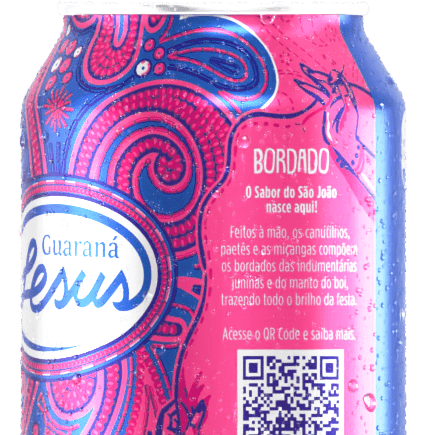 Guaraná
Jesus
BORDADO
O Sabor do São João
nasce aqui!
Feitos à mão, os canutilhos,
paetês e as miçangas compõem
os bordados das indumentárias
juninas e do manto do boi,
trazendo todo o brilho da festa.
Acesse o QR Code e saiba mais.